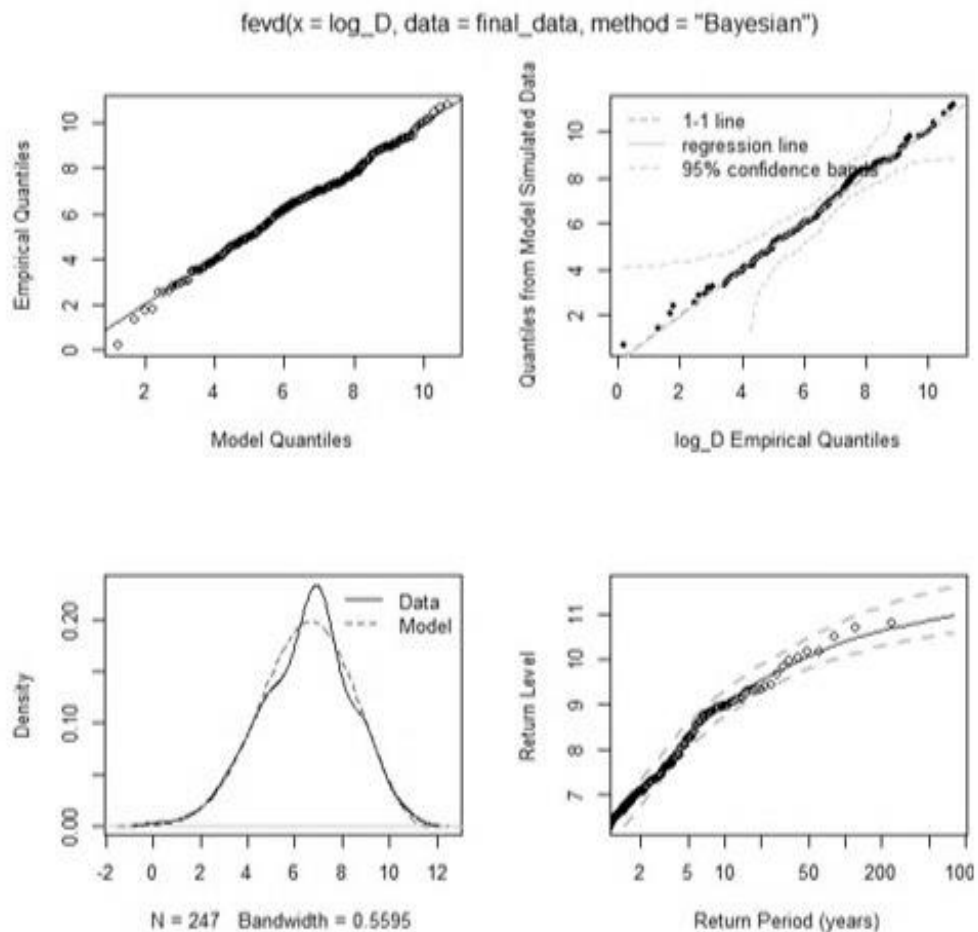 fevd(x = log_D, data = final_data, method = "Bayesian")
Empirical Quantiles
0 2 4 6 8 10
2 4 6 8 10
Model Quantiles
Quantiles from Model Simulated Data
2 4 6 8 10
1-1 line
regression line
95% confidence bands
0 2 4 6 8 10
log_D Empirical Quantiles
Density
0.00 0.10 0.20
Data
Model
-2 0 2 4 6 8 10 12
N = 247 Bandwidth = 0.5595
Return Level
7 8 9 10 11
2 5 10 50 200 100
Return Period (years)